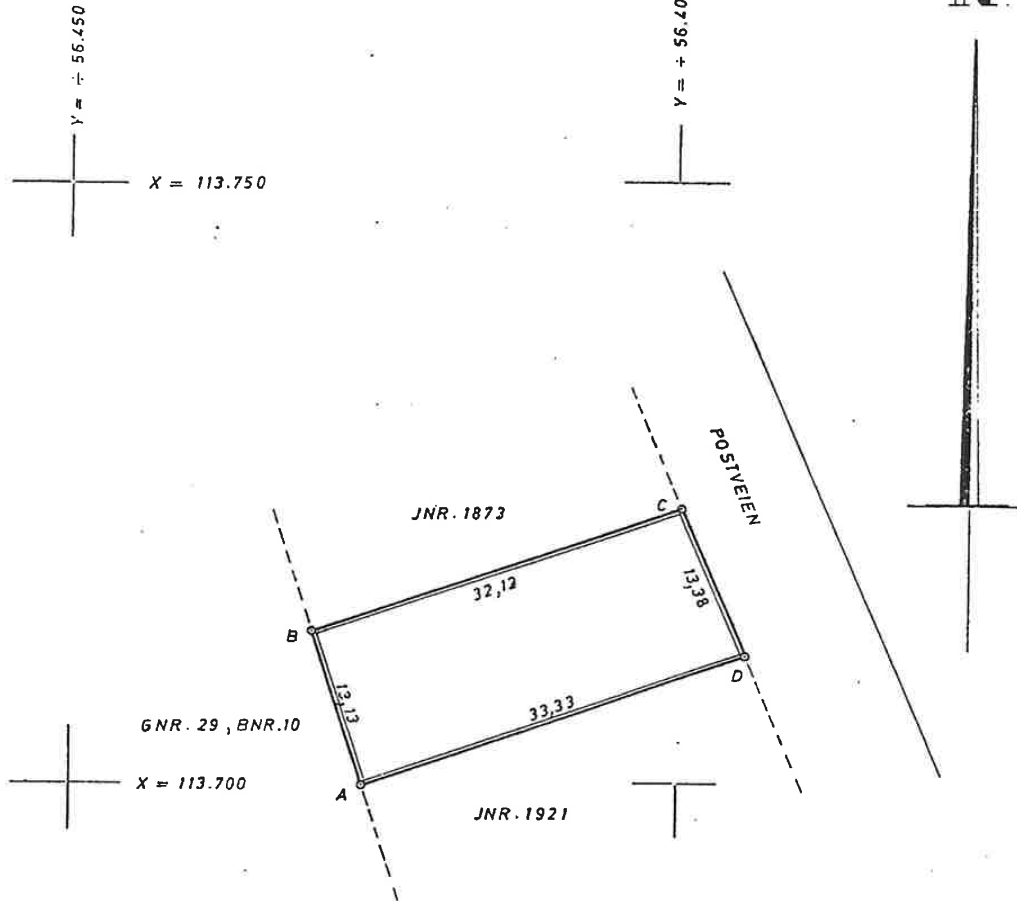 N
Y = ÷ 56.450
Y = ÷ 56.40
X = 113.750
POSTVEIEN
JNR. 1873
C
32,12
13,38
B
D
13,13
33,33
GNR. 29, BNR.10
X = 113.700
A
JNR. 1921